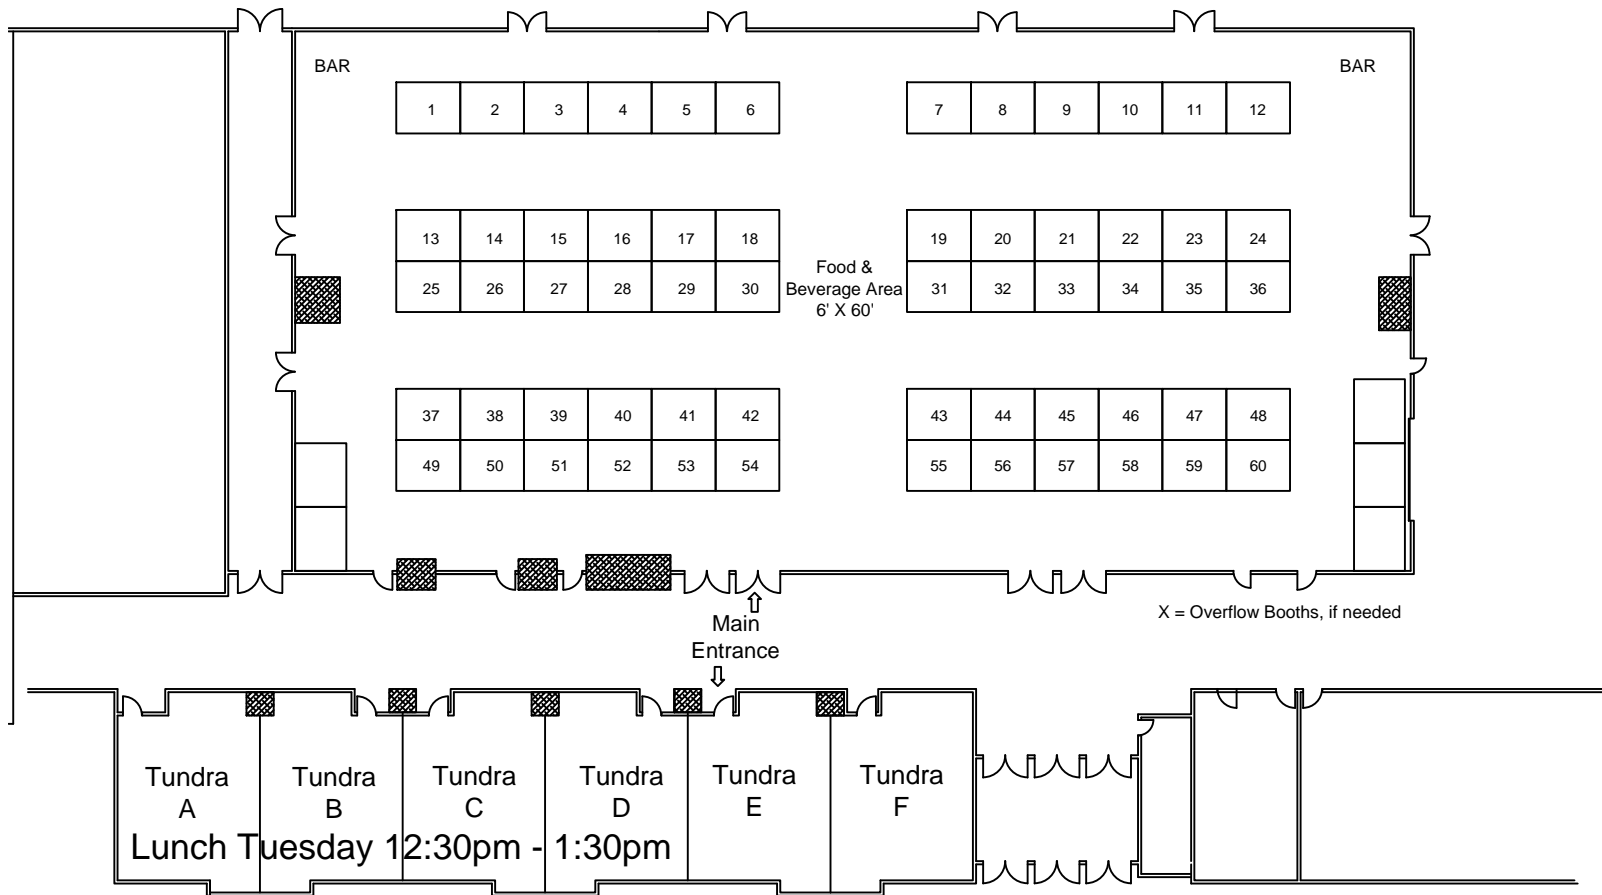 BAR
BAR
1 2 3 4 5 6 7 8 9 10 11 12
13 14 15 16 17 18 19 20 21 22 23 24
Food &
Beverage Area
6' X 60'
25 26 27 28 29 30 31 32 33 34 35 36
37 38 39 40 41 42 43 44 45 46 47 48
49 50 51 52 53 54 55 56 57 58 59 60
X = Overflow Booths, if needed
Main
Entrance
Tundra
A
Tundra
B
Tundra
C
Tundra
D
Tundra
E
Tundra
F
Lunch Tuesday 12:30pm - 1:30pm